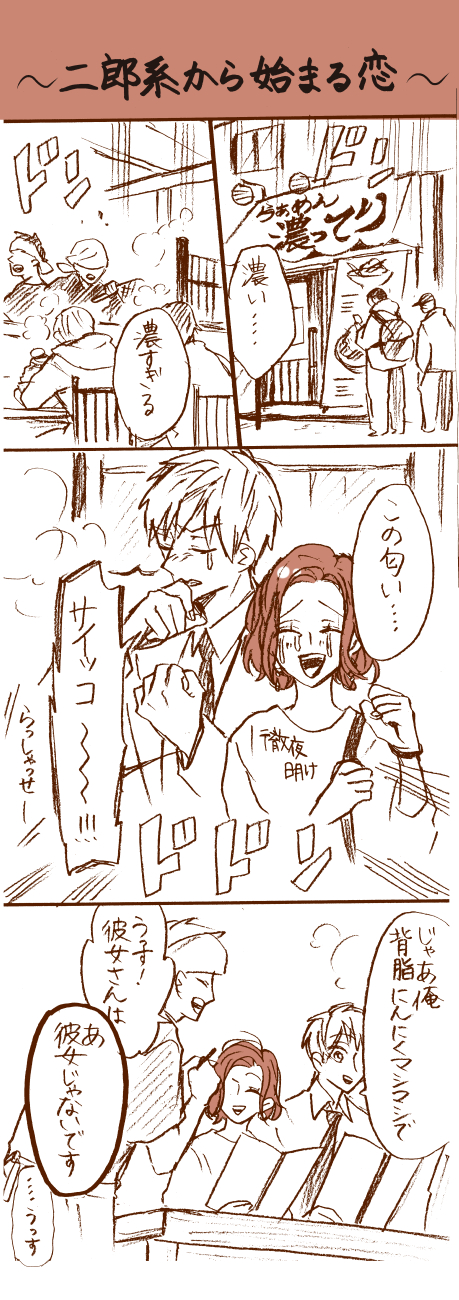 ～二郎系から始まる恋～
ドン
らぁめん
濃ってり
濃い……
ドン
濃すぎる
この匂い……
サイッコ～～～!!!
徹夜
明け
らっしゃっせー
ドドン
じゃあ俺
背脂にんにくマシマシで
うっす!
彼女さんは
あ
彼女じゃないです
……うっす